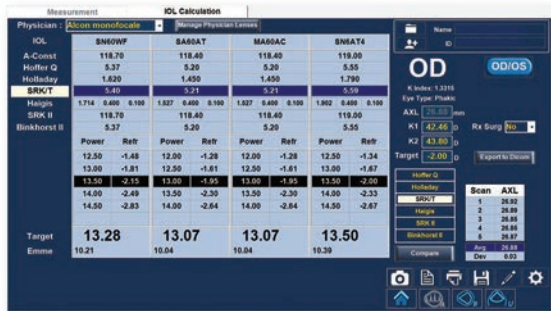 Measurement IOL Calculation
Physician : Alcon monofocale Manage Physician Lenses
IOL SN60WF BA60AT MA60AC SN6AT4
A-Const 118.70 118.40 118.40 119.00
Hoffer Q 5.37 5.20 5.20 5.55
Holladay 1.620 1.450 1.450 1.790
SRK/T 5.40 5.21 5.21 5.59
Haigis 1.714 0.400 0.100 1.527 0.400 0.100 1.527 0.400 0.100 1.902 0.400 0.100
SRK II 118.70 118.40 118.40 119.00
Binkhorst II 5.37 5.20 5.20 5.55
Power Refr Power Refr Power Refr Power Refr
12.50 -1.48 12.00 -1.28 12.00 -1.28 12.50 -1.34
13.00 -1.81 12.50 -1.61 12.50 -1.61 13.00 -1.67
13.50 -2.15 13.00 -1.95 13.00 -1.95 13.50 -2.00
14.00 -2.49 13.50 -2.30 13.50 -2.30 14.00 -2.33
14.50 -2.83 14.00 -2.64 14.00 -2.64 14.50 -2.67
Target 13.28 13.07 13.07 13.50
Emme 10.21 10.04 10.04 10.39
Name
ID
OD OD/OS
K Index: 1.3315
Eye Type: Phakic
AXL 26.88 mm
K1 42.46 D Rx Surg No
K2 43.80 D
Target -2.00 D Export to Dicom
Hoffer Q
Holladay
SRK/T
Haigis
SRK II
Binkhorst II
Compare
Scan AXL
1 26.92
2 26.89
3 26.85
4 26.86
5 26.87
Avg 26.88
Dev 0.03